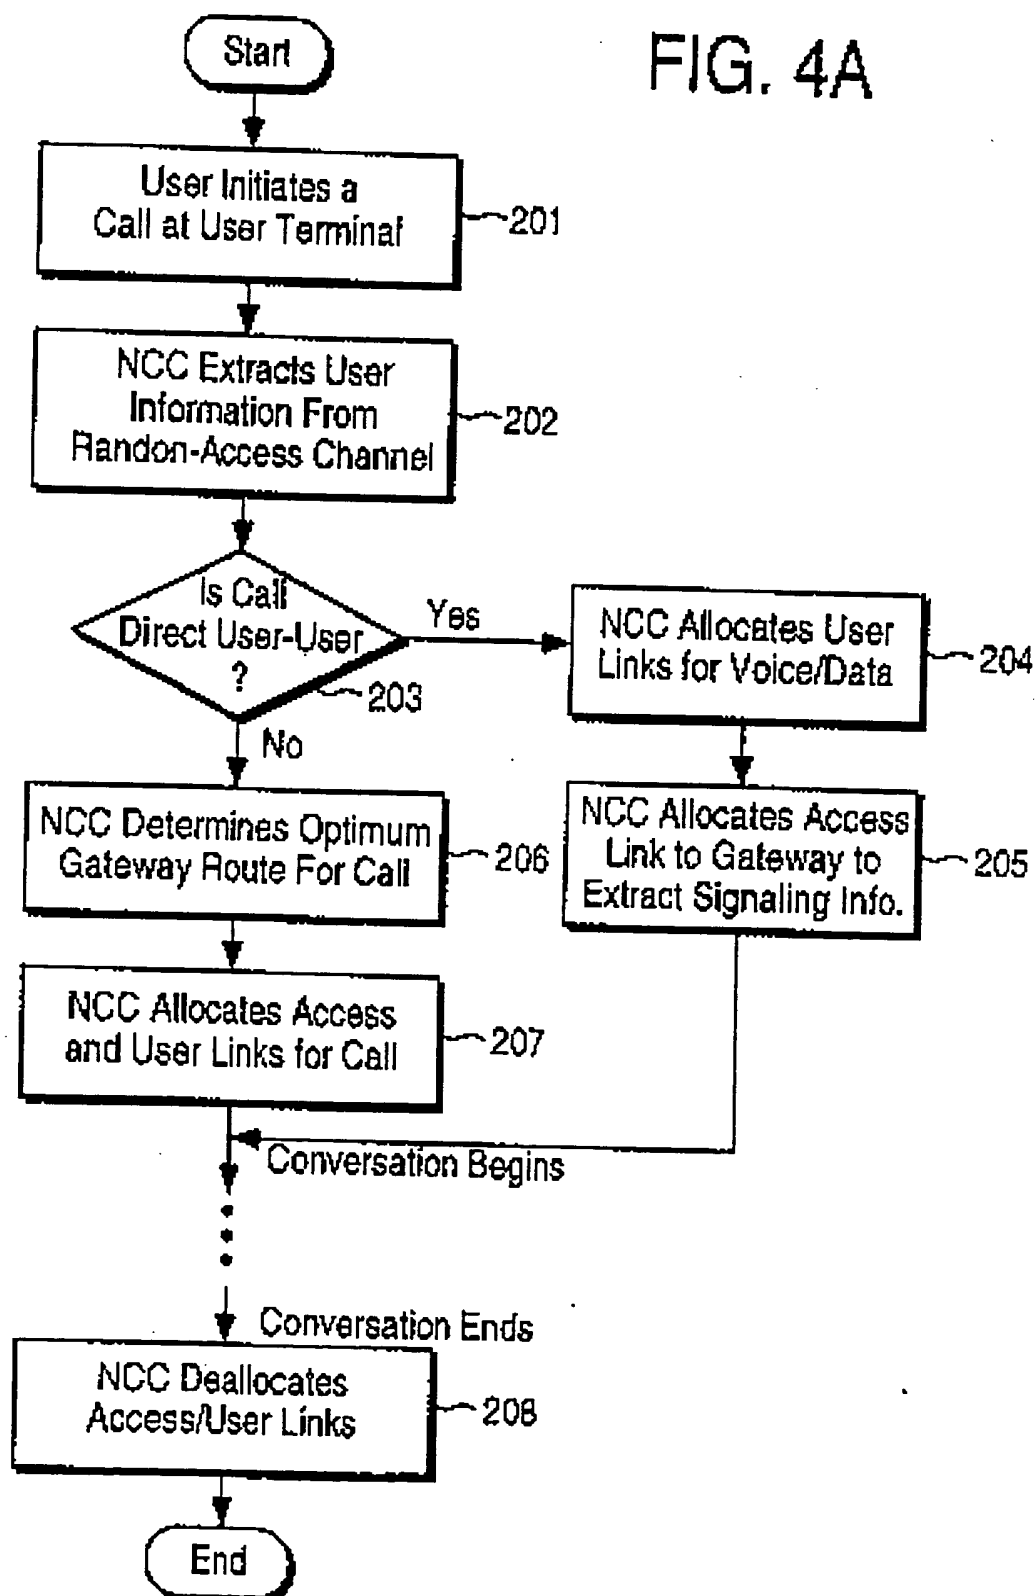 FIG. 4A
Start
User Initiates a
Call at User Terminal
201
NCC Extracts User
Information From
Randon-Access Channel
202
Is Call
Direct User-User
?
203
Yes
No
NCC Allocates User
Links for Voice/Data
204
NCC Allocates Access
Link to Gateway to
Extract Signaling Info.
205
NCC Determines Optimum
Gateway Route For Call
206
NCC Allocates Access
and User Links for Call
207
Conversation Begins
Conversation Ends
NCC Deallocates
Access/User Links
208
End